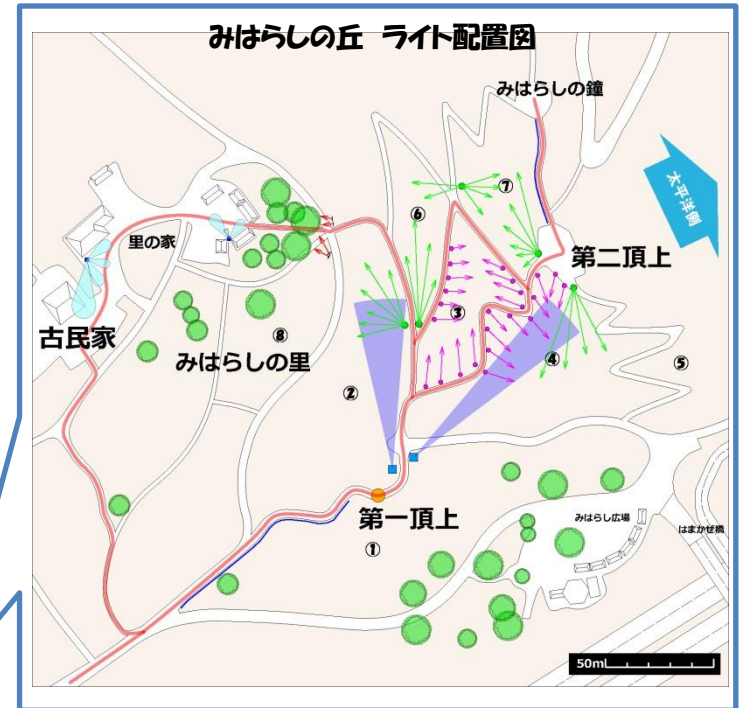 みはらしの丘 ライト配置図
みはらしの鐘
太平洋側
⑦
⑥
里の家
第二頂上
③
古民家
⑧
みはらしの里
④
⑤
②
第一頂上
みはらし広場
はまかぜ橋
①
50m